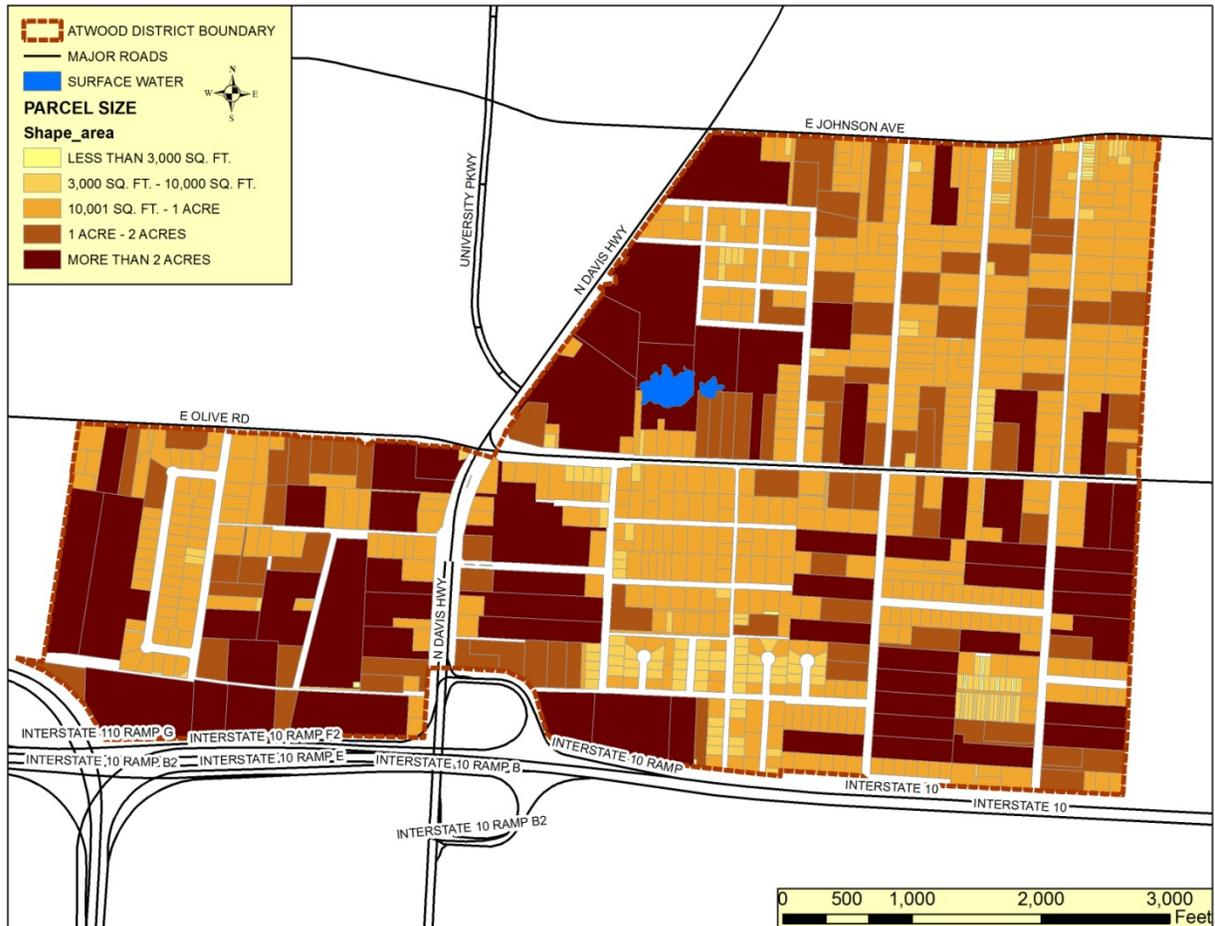 ATWOOD DISTRICT BOUNDARY
MAJOR ROADS
SURFACE WATER
N
W E
S
PARCEL SIZE
Shape_area
LESS THAN 3,000 SQ. FT.
3,000 SQ. FT. - 10,000 SQ. FT.
10,001 SQ. FT. - 1 ACRE
1 ACRE - 2 ACRES
MORE THAN 2 ACRES
E JOHNSON AVE
UNIVERSITY PKWY
N DAVIS HWY
E OLIVE RD
N DAVIS HWY
INTERSTATE 110 RAMP G
INTERSTATE 10 RAMP F2
INTERSTATE 10 RAMP B2
INTERSTATE 10 RAMP E
INTERSTATE 10 RAMP B
INTERSTATE 10 RAMP
INTERSTATE 10
INTERSTATE 10
INTERSTATE 10 RAMP B2
0 500 1,000 2,000 3,000
Feet